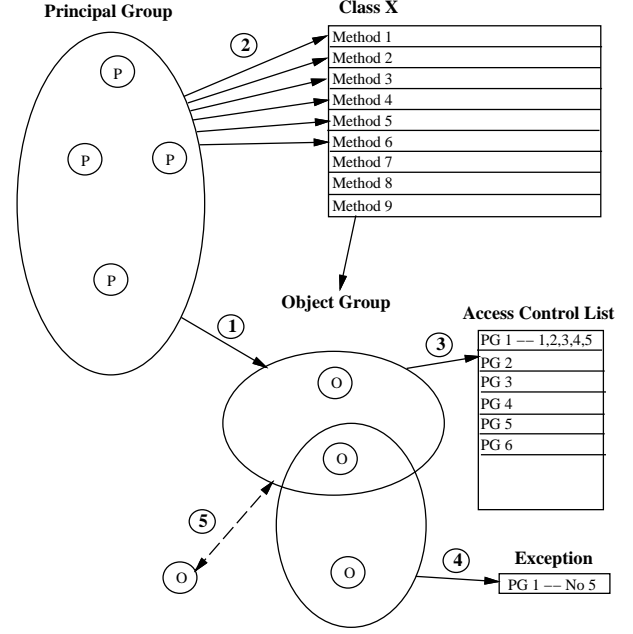 Principal Group
Class X
2
Method 1
Method 2
Method 3
Method 4
Method 5
Method 6
Method 7
Method 8
Method 9
P
P
P
P
1
Object Group
3
Access Control List
PG 1 −− 1,2,3,4,5
PG 2
PG 3
PG 4
PG 5
PG 6
O
O
5
O
O
4
Exception
PG 1 −− No 5